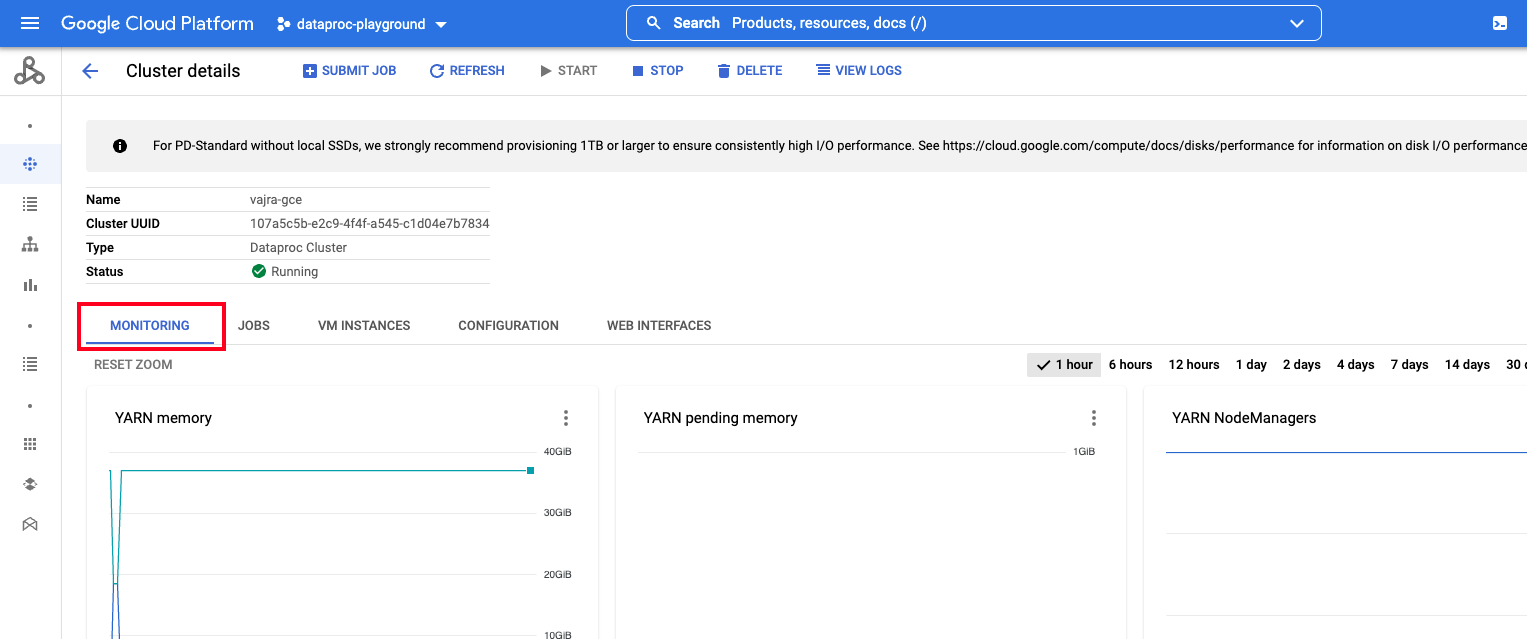 Google Cloud Platform dataproc-playground Search Products, resources, docs (/)
Cluster details SUBMIT JOB REFRESH START STOP DELETE VIEW LOGS
For PD-Standard without local SSDs, we strongly recommend provisioning 1TB or larger to ensure consistently high I/O performance. See https://cloud.google.com/compute/docs/disks/performance for information on disk I/O performance
Name vajra-gce
Cluster UUID 107a5c5b-e2c9-4f4f-a545-c1d04e7b7834
Type Dataproc Cluster
Status Running
MONITORING JOBS VM INSTANCES CONFIGURATION WEB INTERFACES
RESET ZOOM 1 hour 6 hours 12 hours 1 day 2 days 4 days 7 days 14 days 30
YARN memory YARN pending memory YARN NodeManagers
40GiB 1GiB
30GiB
20GiB
10GiB